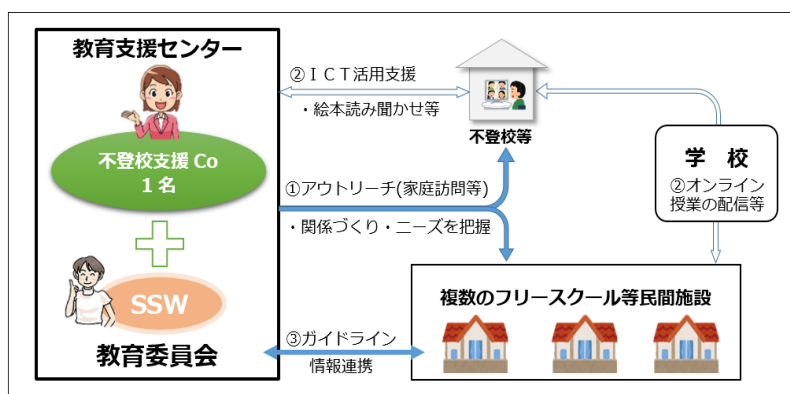 教育支援センター
不登校支援 Co
1名
SSW
教育委員会
②ICT活用支援
・絵本読み聞かせ等
不登校等
①アウトリーチ(家庭訪問等)
・関係づくり・ニーズを把握
学　校
②オンライン
授業の配信等
複数のフリースクール等民間施設
③ガイドライン
情報連携